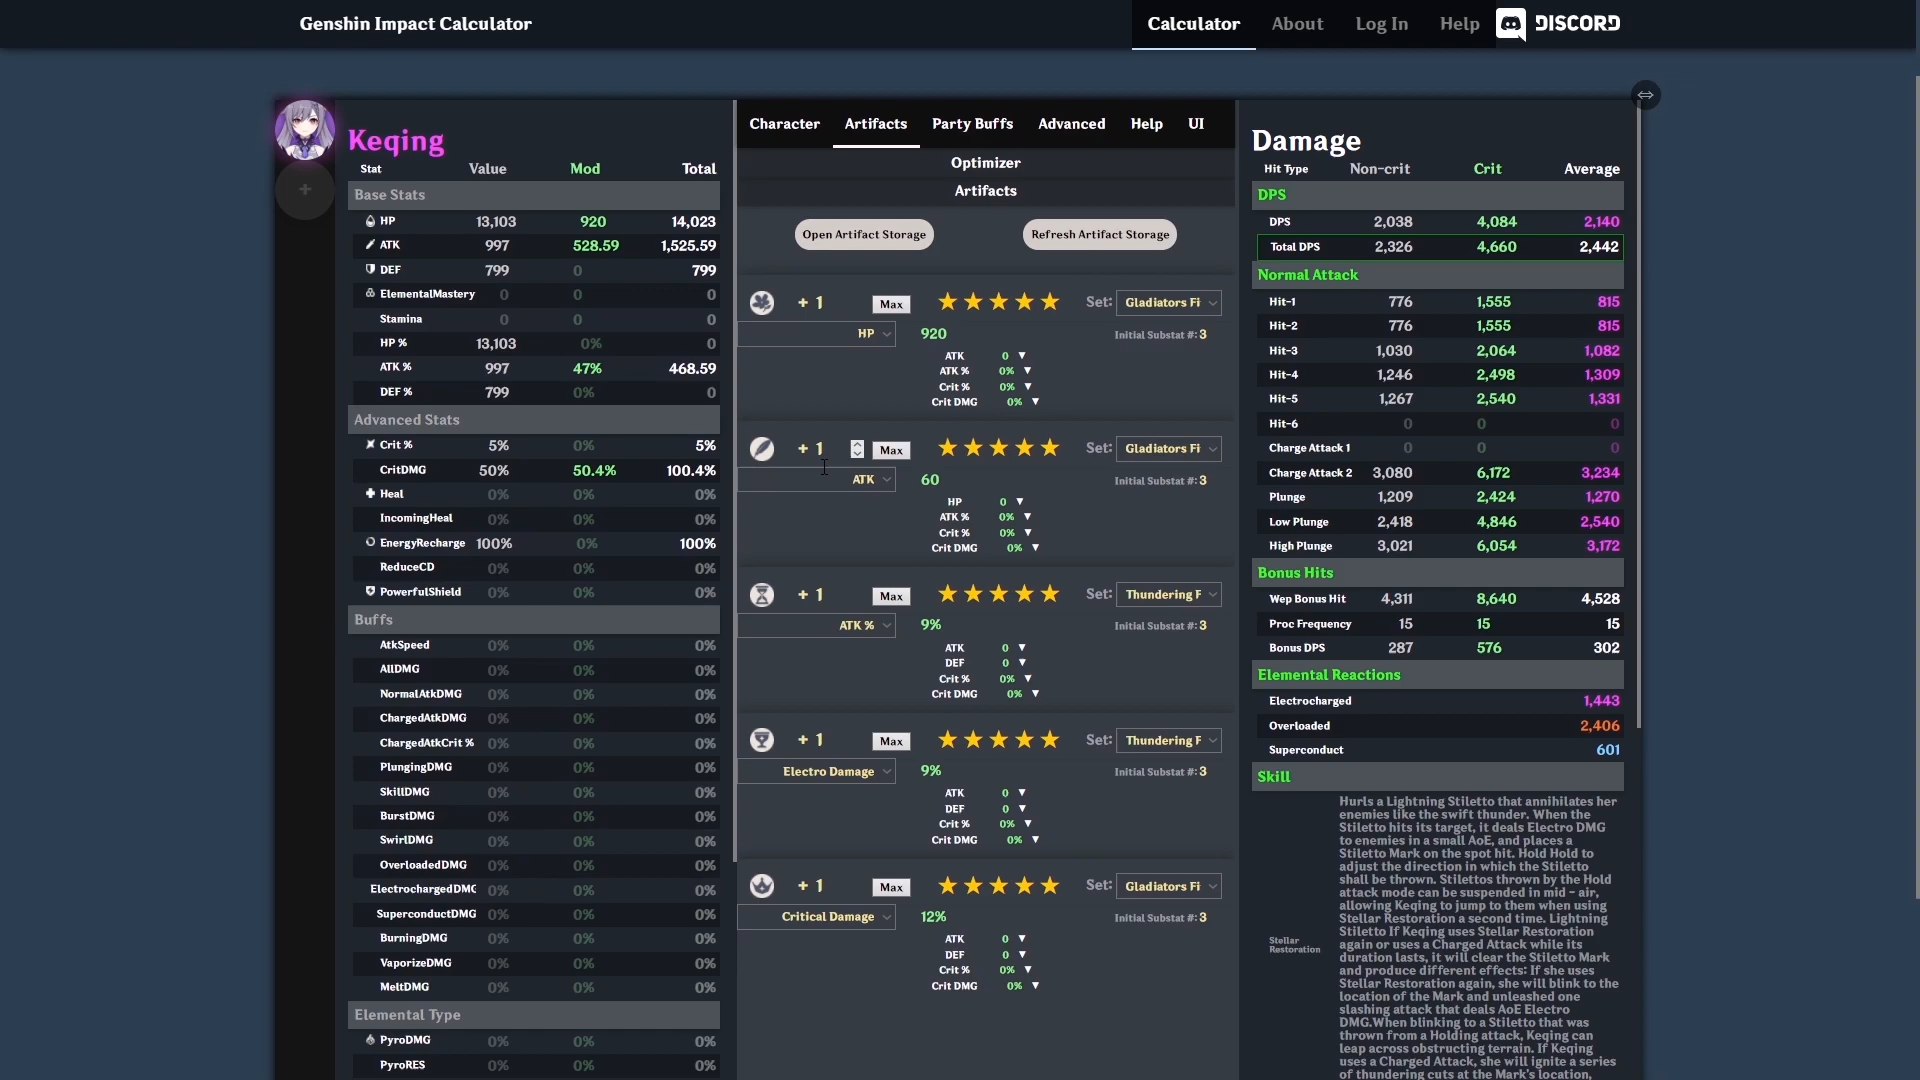 Genshin Impact Calculator
Calculator About Log In Help DISCORD
Keqing
Stat Value Mod Total
Base Stats
HP 13,103 920 14,023
ATK 997 528.59 1,525.59
DEF 799 0 799
ElementalMastery 0 0 0
Stamina 0 0 0
HP % 13,103 0% 0
ATK % 997 47% 468.59
DEF % 799 0% 0
Advanced Stats
Crit % 5% 0% 5%
CritDMG 50% 50.4% 100.4%
Heal 0% 0% 0%
IncomingHeal 0% 0% 0%
EnergyRecharge 100% 0% 100%
ReduceCD 0% 0% 0%
PowerfulShield 0% 0% 0%
Buffs
AtkSpeed 0% 0% 0%
AllDMG 0% 0% 0%
NormalAtkDMG 0% 0% 0%
ChargedAtkDMG 0% 0% 0%
ChargedAtkCrit % 0% 0% 0%
PlungingDMG 0% 0% 0%
SkillDMG 0% 0% 0%
BurstDMG 0% 0% 0%
SwirlDMG 0% 0% 0%
OverloadedDMG 0% 0% 0%
ElectrochargedDMG 0% 0% 0%
SuperconductDMG 0% 0% 0%
BurningDMG 0% 0% 0%
VaporizeDMG 0% 0% 0%
MeltDMG 0% 0% 0%
Elemental Type
PyroDMG 0% 0% 0%
PyroRES 0% 0% 0%
Character Artifacts Party Buffs Advanced Help UI
Optimizer
Artifacts
Open Artifact Storage Refresh Artifact Storage
+ 1 Max Set: Gladiators Fi
HP 920 Initial Substat #: 3
ATK 0 ▼
ATK % 0% ▼
Crit % 0% ▼
Crit DMG 0% ▼
+ 1 Max Set: Gladiators Fi
ATK 60 Initial Substat #: 3
HP 0 ▼
ATK % 0% ▼
Crit % 0% ▼
Crit DMG 0% ▼
+ 1 Max Set: Thundering F
ATK % 9% Initial Substat #: 3
ATK 0 ▼
DEF 0 ▼
Crit % 0% ▼
Crit DMG 0% ▼
+ 1 Max Set: Thundering F
Electro Damage 9% Initial Substat #: 3
ATK 0 ▼
DEF 0 ▼
Crit % 0% ▼
Crit DMG 0% ▼
+ 1 Max Set: Gladiators Fi
Critical Damage 12% Initial Substat #: 3
ATK 0 ▼
DEF 0 ▼
Crit % 0% ▼
Crit DMG 0% ▼
Damage
Hit Type Non-crit Crit Average
DPS
DPS 2,038 4,084 2,140
Total DPS 2,326 4,660 2,442
Normal Attack
Hit-1 776 1,555 815
Hit-2 776 1,555 815
Hit-3 1,030 2,064 1,082
Hit-4 1,246 2,498 1,309
Hit-5 1,267 2,540 1,331
Hit-6 0 0 0
Charge Attack 1 0 0 0
Charge Attack 2 3,080 6,172 3,234
Plunge 1,209 2,424 1,270
Low Plunge 2,418 4,846 2,540
High Plunge 3,021 6,054 3,172
Bonus Hits
Wep Bonus Hit 4,311 8,640 4,528
Proc Frequency 15 15 15
Bonus DPS 287 576 302
Elemental Reactions
Electrocharged 1,443
Overloaded 2,406
Superconduct 601
Skill
Stellar
Restoration
Hurls a Lightning Stiletto that annihilates her
enemies like the swift thunder. When the
Stiletto hits its target, it deals Electro DMG
to enemies in a small AoE, and places a
Stiletto Mark on the spot hit. Hold Hold to
adjust the direction in which the Stiletto
shall be thrown. Stilettos thrown by the Hold
attack mode can be suspended in mid - air,
allowing Keqing to jump to them when using
Stellar Restoration a second time. Lightning
Stiletto If Keqing uses Stellar Restoration
again or uses a Charged Attack while its
duration lasts, it will clear the Stiletto Mark
and produce different effects: If she uses
Stellar Restoration again, she will blink to the
location of the Mark and unleashed one
slashing attack that deals AoE Electro
DMG.When blinking to a Stiletto that was
thrown from a Holding attack, Keqing can
leap across obstructing terrain. If Keqing
uses a Charged Attack, she will ignite a series
of thundering cuts at the Mark's location,